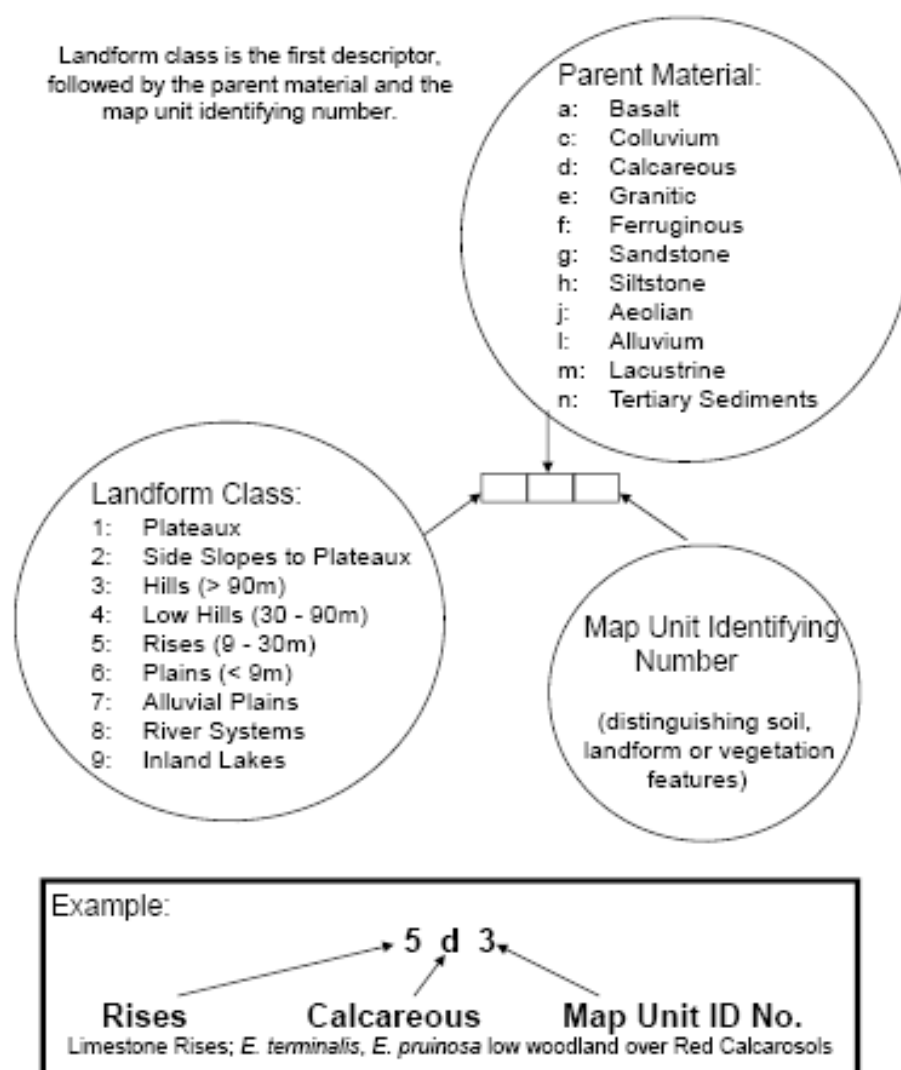 Landform class is the first descriptor,
followed by the parent material and the
map unit identifying number.
Parent Material:
a: Basalt
c: Colluvium
d: Calcareous
e: Granitic
f: Ferruginous
g: Sandstone
h: Siltstone
j: Aeolian
l: Alluvium
m: Lacustrine
n: Tertiary Sediments
Landform Class:
1: Plateaux
2: Side Slopes to Plateaux
3: Hills (> 90m)
4: Low Hills (30 - 90m)
5: Rises (9 - 30m)
6: Plains (< 9m)
7: Alluvial Plains
8: River Systems
9: Inland Lakes
Map Unit Identifying
Number
(distinguishing soil,
landform or vegetation
features)
Example:
5 d 3
Rises Calcareous Map Unit ID No.
Limestone Rises; E. terminalis, E. pruinosa low woodland over Red Calcarosols